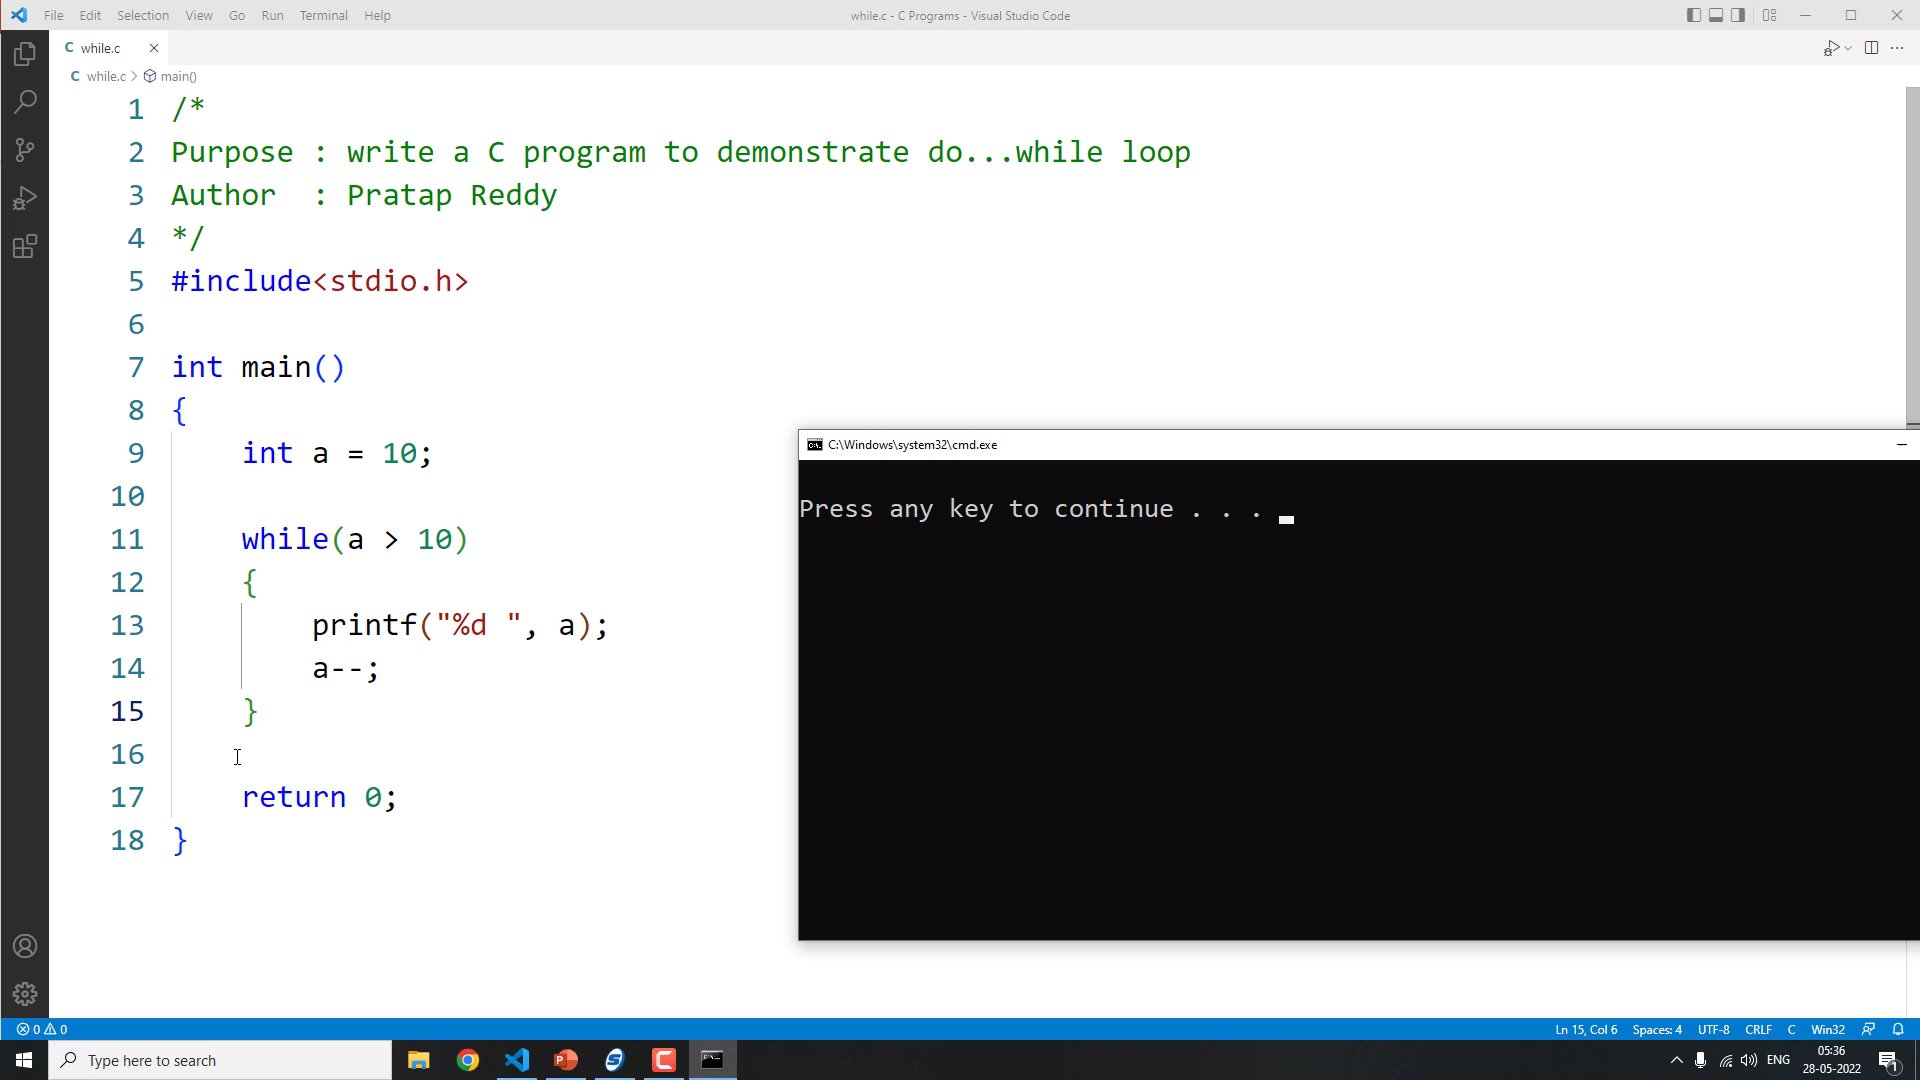 File Edit Selection View Go Run Terminal Help
while.c - C Programs - Visual Studio Code
C while.c
C while.c > main()
1 /*
2 Purpose : write a C program to demonstrate do...while loop
3 Author  : Pratap Reddy
4 */
5 #include<stdio.h>
6
7 int main()
8 {
9     int a = 10;
10
11     while(a > 10)
12     {
13         printf("%d ", a);
14         a--;
15     }
16
17     return 0;
18 }
C:\Windows\system32\cmd.exe
Press any key to continue . . .
0 0
Ln 15, Col 6 Spaces: 4 UTF-8 CRLF C Win32
Type here to search
ENG
05:36
28-05-2022
1